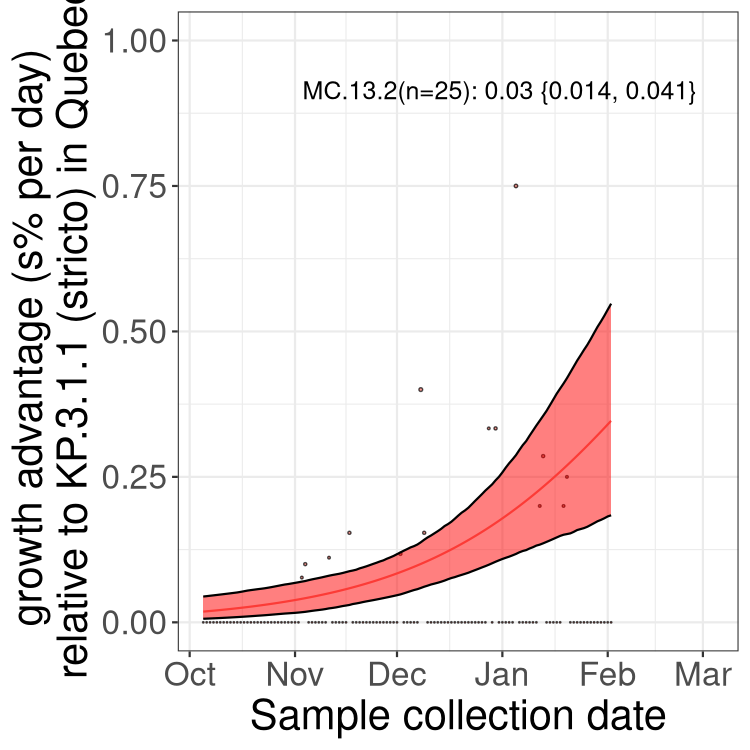 growth advantage (s% per day)
relative to KP.3.1.1 (stricto) in Quebec
1.00
0.75
0.50
0.25
0.00
MC.13.2(n=25): 0.03 {0.014, 0.041}
Oct Nov Dec Jan Feb Mar
Sample collection date